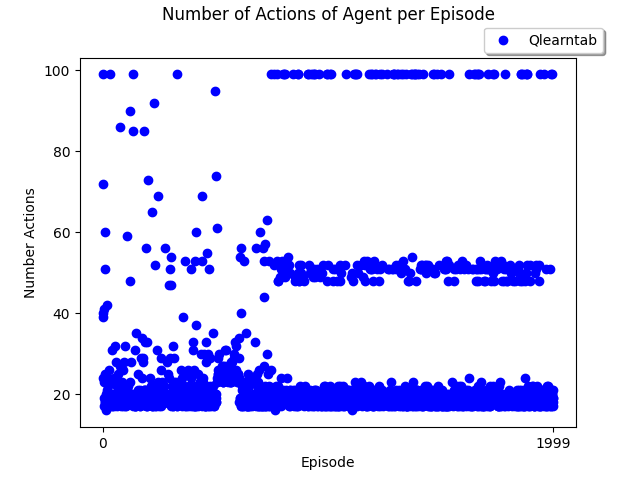 Number of Actions of Agent per Episode
Qlearntab
100
80
60
40
20
Number Actions
0
1999
Episode